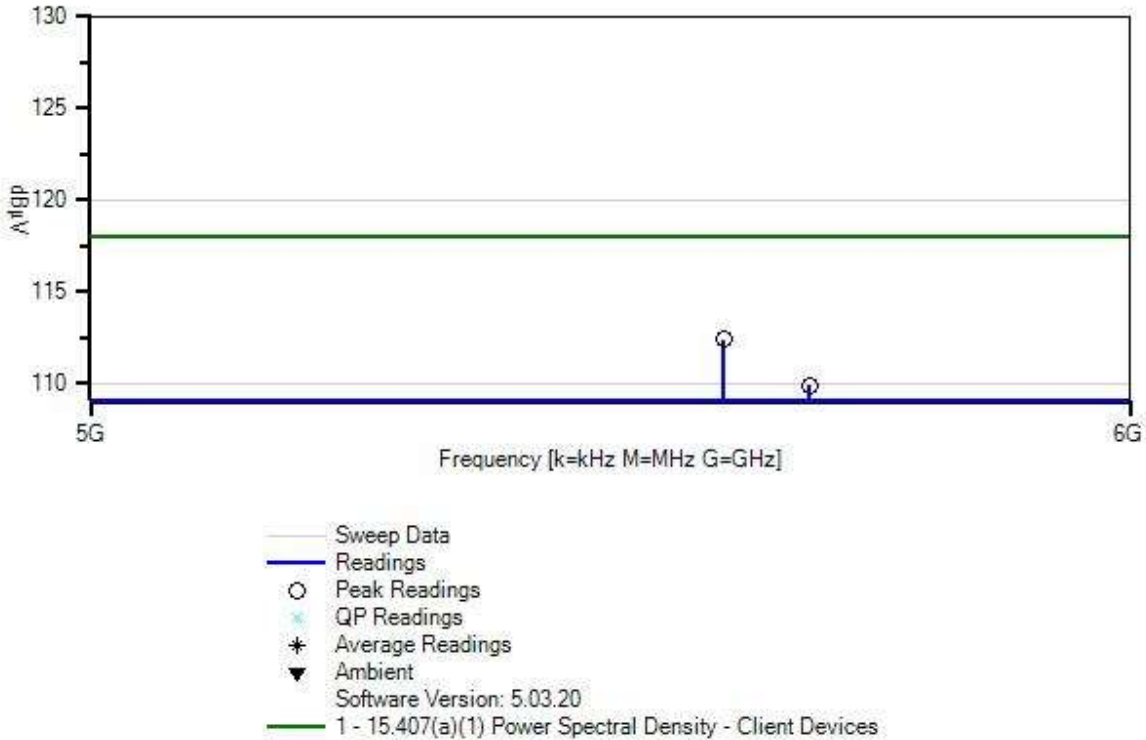 130
125
120
115
110
dBµV
5G
6G
Frequency [k=kHz M=MHz G=GHz]
Sweep Data
Readings
Peak Readings
QP Readings
Average Readings
Ambient
Software Version: 5.03.20
1 - 15.407(a)(1) Power Spectral Density - Client Devices